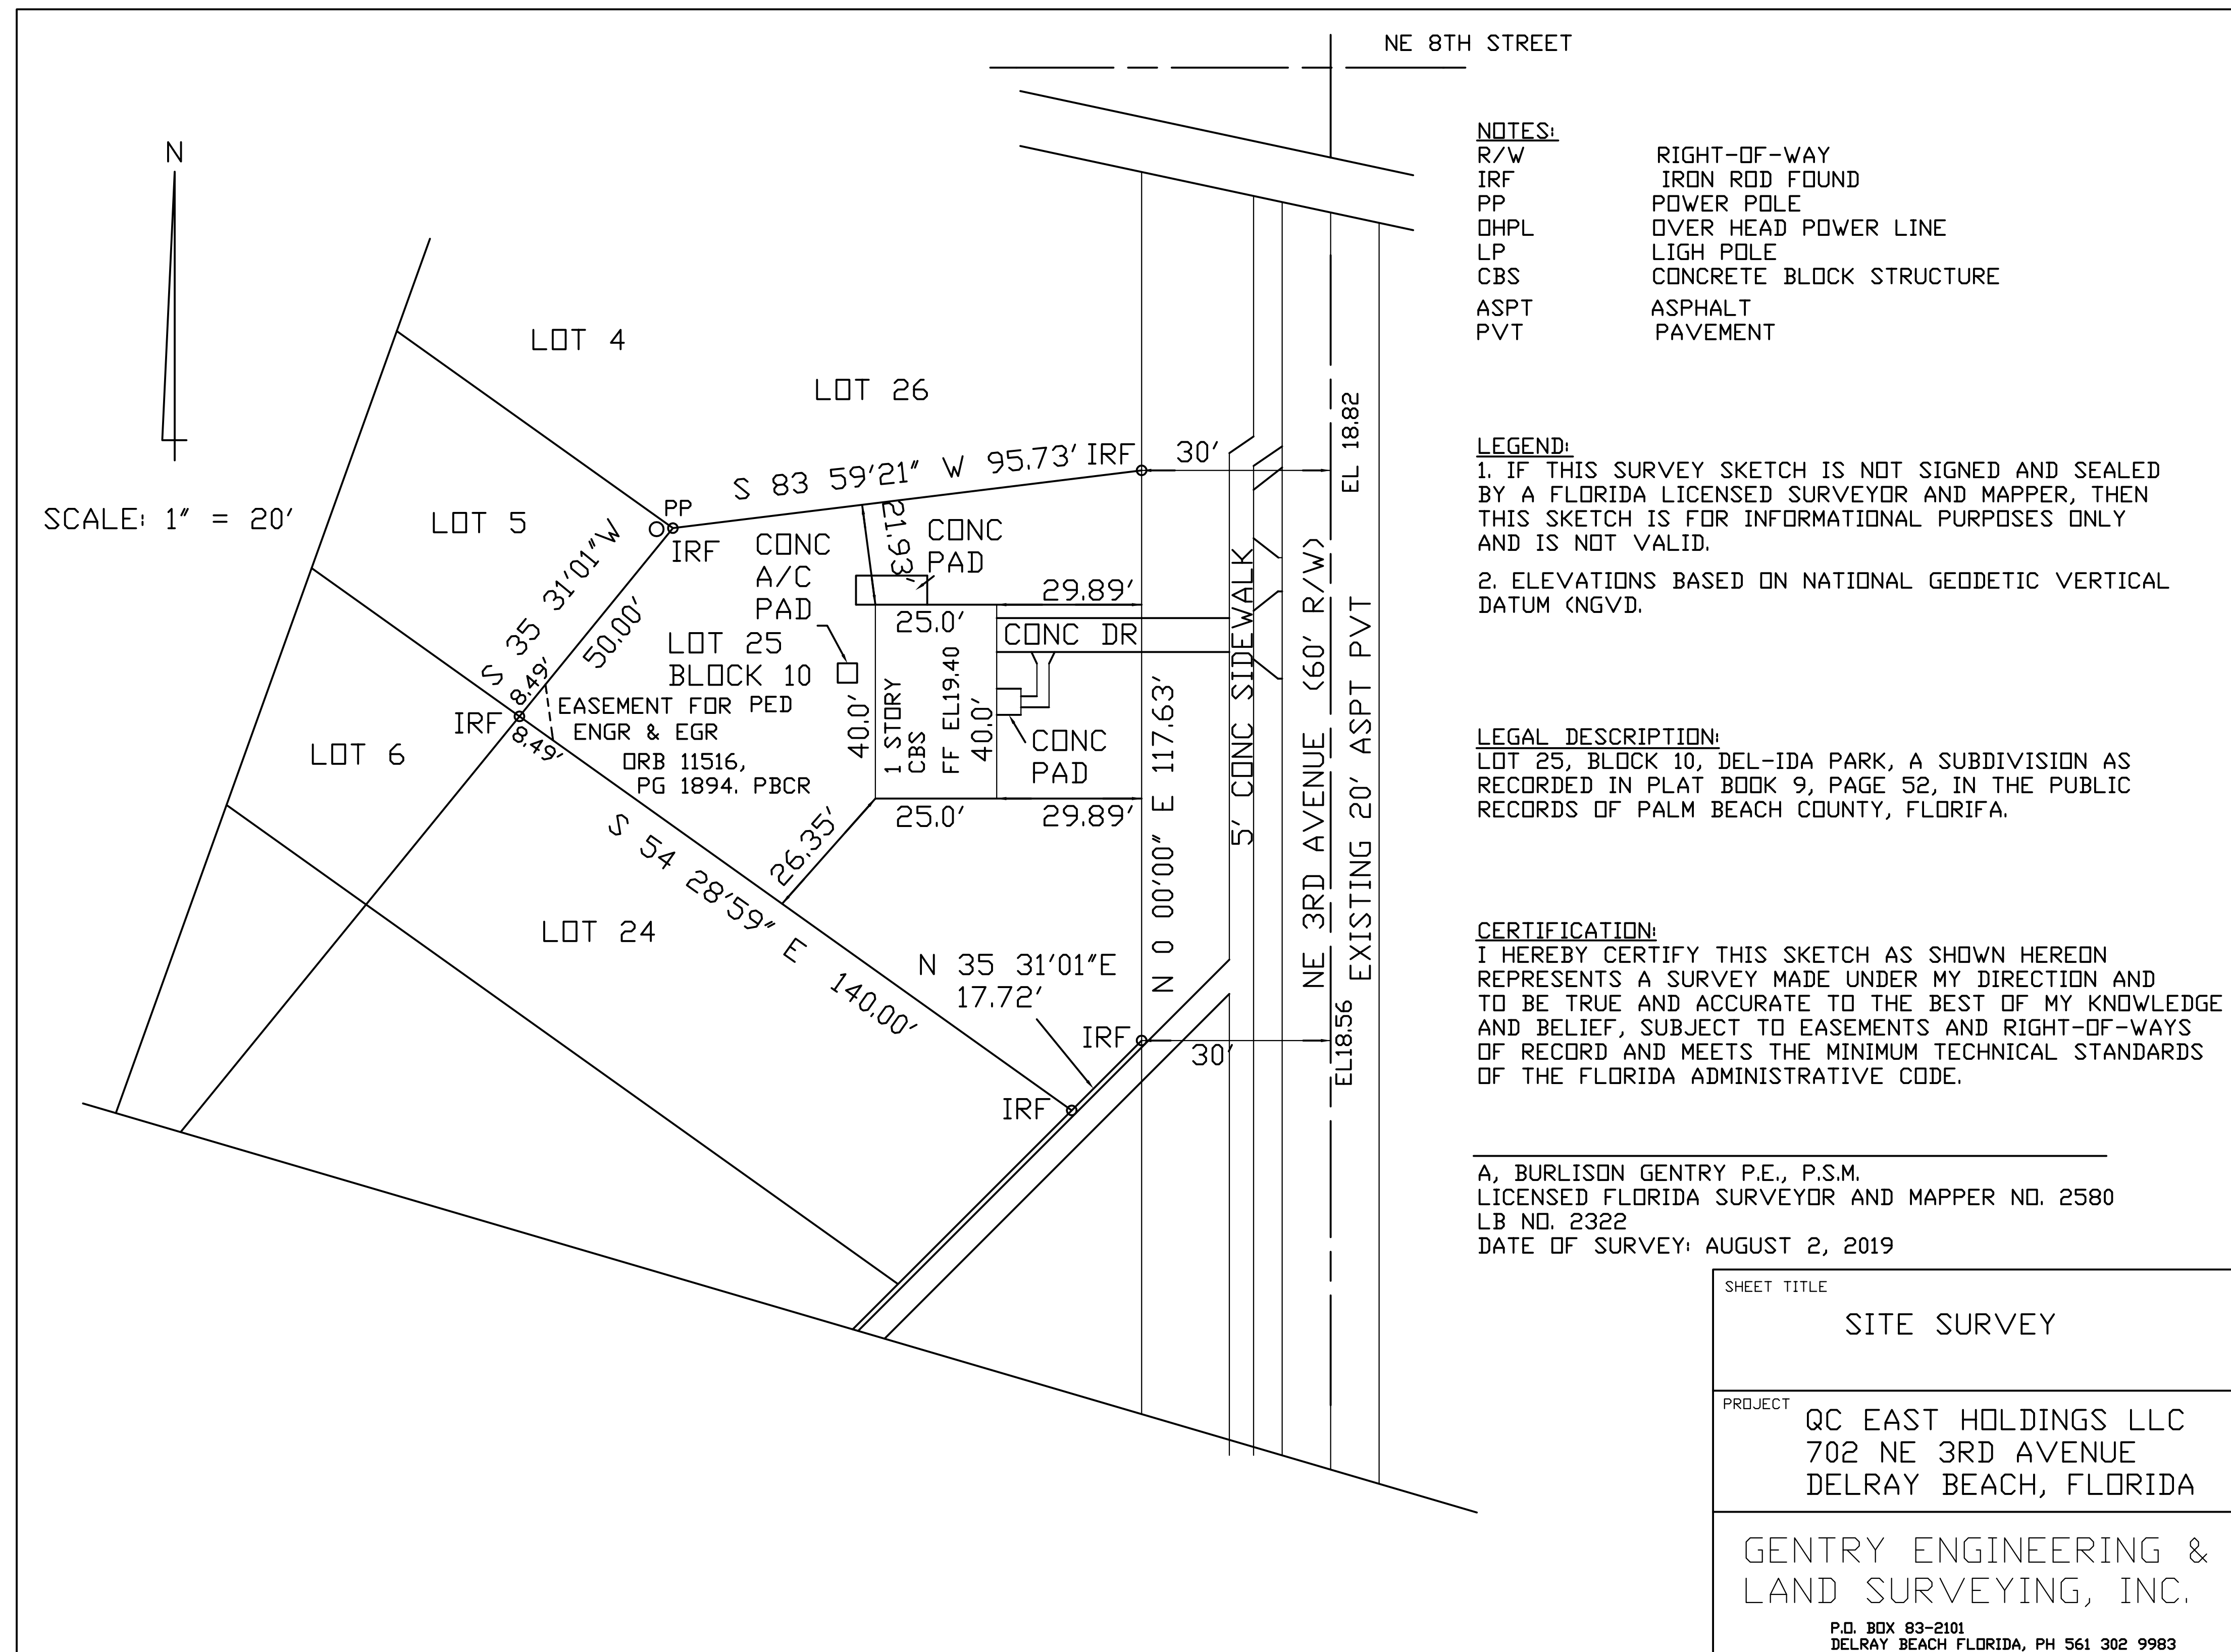 NE 8TH STREET
N
SCALE: 1" = 20'
LOT 4
LOT 26
LOT 5
LOT 6
LOT 24
S 83 59'21" W 95.73' IRF
30'
EL 18.82
PP
IRF
S 35 31'01"W
50.00'
8.49'
8.49'
IRF
CONC
A/C
PAD
21.93'
CONC
PAD
29.89'
25.0'
CONC DR
LOT 25
BLOCK 10
EASEMENT FOR PED
ENGR & EGR
ORB 11516,
PG 1894. PBCR
40.0'
1 STORY
CBS
FF EL19.40
40.0'
CONC
PAD
25.0'
29.89'
26.35'
S 54 28'59" E 140.00'
N 35 31'01"E
17.72'
IRF
IRF
30'
N 0 00'00" E 117.63'
5' CONC SIDEWALK
NE 3RD AVENUE (60' R/W)
EXISTING 20' ASPT PVT
EL18.56
NOTES:
R/W RIGHT-OF-WAY
IRF IRON ROD FOUND
PP POWER POLE
OHPL OVER HEAD POWER LINE
LP LIGH POLE
CBS CONCRETE BLOCK STRUCTURE
ASPT ASPHALT
PVT PAVEMENT
LEGEND:
1. IF THIS SURVEY SKETCH IS NOT SIGNED AND SEALED
BY A FLORIDA LICENSED SURVEYOR AND MAPPER, THEN
THIS SKETCH IS FOR INFORMATIONAL PURPOSES ONLY
AND IS NOT VALID.
2. ELEVATIONS BASED ON NATIONAL GEODETIC VERTICAL
DATUM (NGVD.
LEGAL DESCRIPTION:
LOT 25, BLOCK 10, DEL-IDA PARK, A SUBDIVISION AS
RECORDED IN PLAT BOOK 9, PAGE 52, IN THE PUBLIC
RECORDS OF PALM BEACH COUNTY, FLORIFA.
CERTIFICATION:
I HEREBY CERTIFY THIS SKETCH AS SHOWN HEREON
REPRESENTS A SURVEY MADE UNDER MY DIRECTION AND
TO BE TRUE AND ACCURATE TO THE BEST OF MY KNOWLEDGE
AND BELIEF, SUBJECT TO EASEMENTS AND RIGHT-OF-WAYS
OF RECORD AND MEETS THE MINIMUM TECHNICAL STANDARDS
OF THE FLORIDA ADMINISTRATIVE CODE.
A, BURLISON GENTRY P.E., P.S.M.
LICENSED FLORIDA SURVEYOR AND MAPPER NO. 2580
LB NO. 2322
DATE OF SURVEY: AUGUST 2, 2019
SHEET TITLE
SITE SURVEY
PROJECT
QC EAST HOLDINGS LLC
702 NE 3RD AVENUE
DELRAY BEACH, FLORIDA
GENTRY ENGINEERING &
LAND SURVEYING, INC.
P.O. BOX 83-2101
DELRAY BEACH FLORIDA, PH 561 302 9983